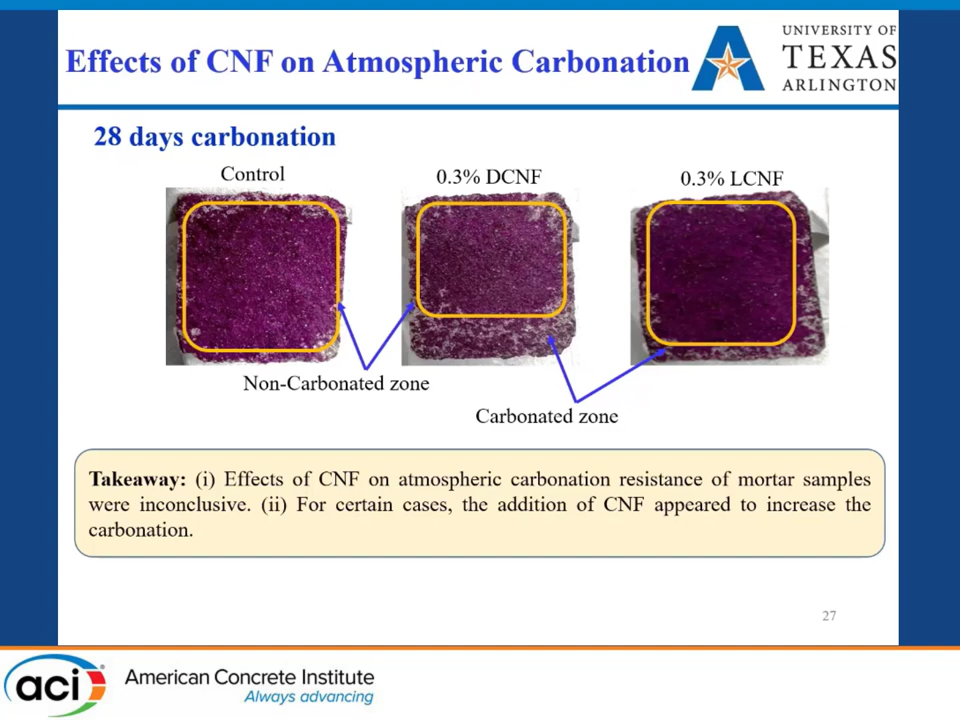 Effects of CNF on Atmospheric Carbonation
UNIVERSITY OF
TEXAS
ARLINGTON
28 days carbonation
Control
0.3% DCNF
0.3% LCNF
Non-Carbonated zone
Carbonated zone
Takeaway: (i) Effects of CNF on atmospheric carbonation resistance of mortar samples
were inconclusive. (ii) For certain cases, the addition of CNF appeared to increase the
carbonation.
27
aci
American Concrete Institute
Always advancing